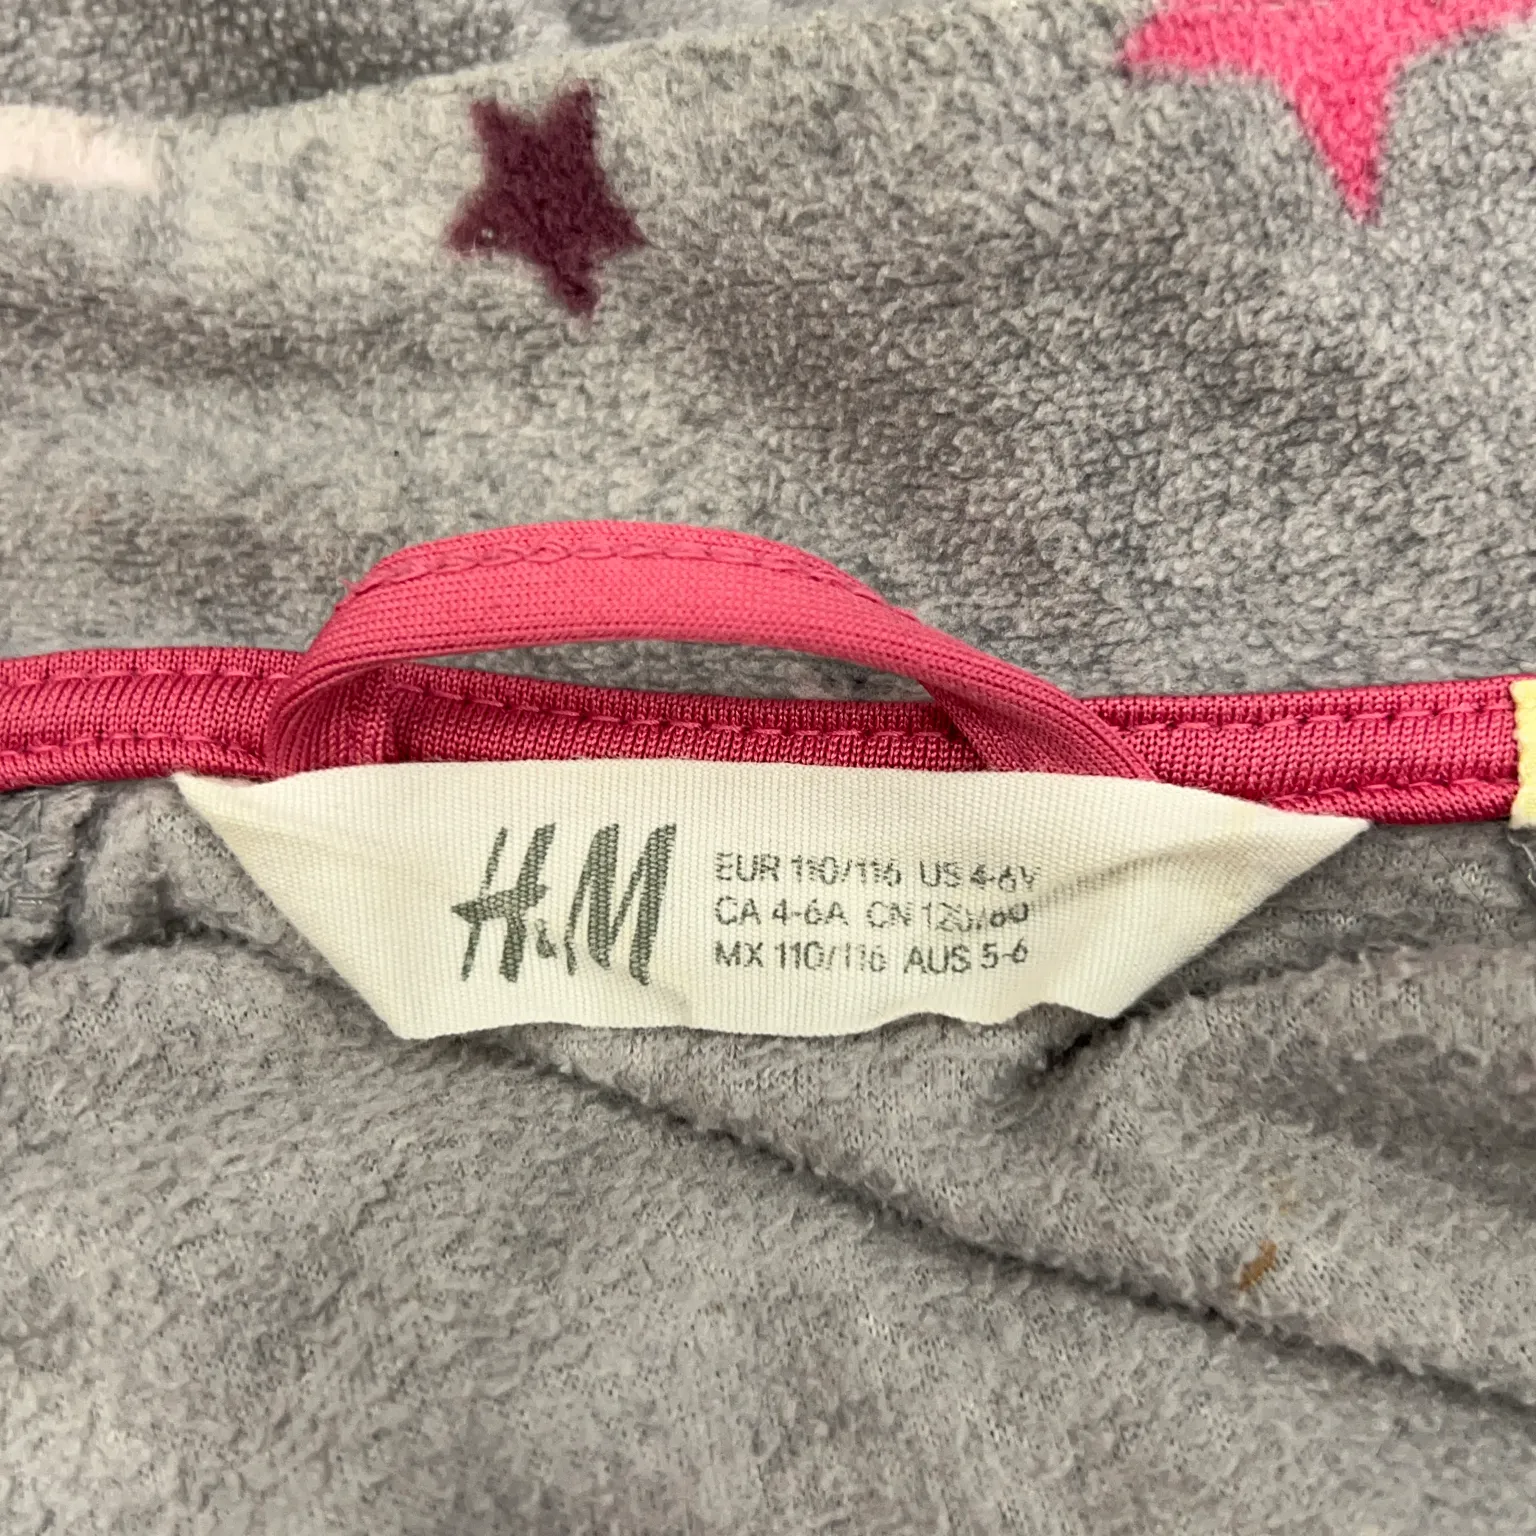 H&M
EUR 110/116 US 4-6Y
CA 4-6A CN 120/60
MX 110/116 AUS 5-6